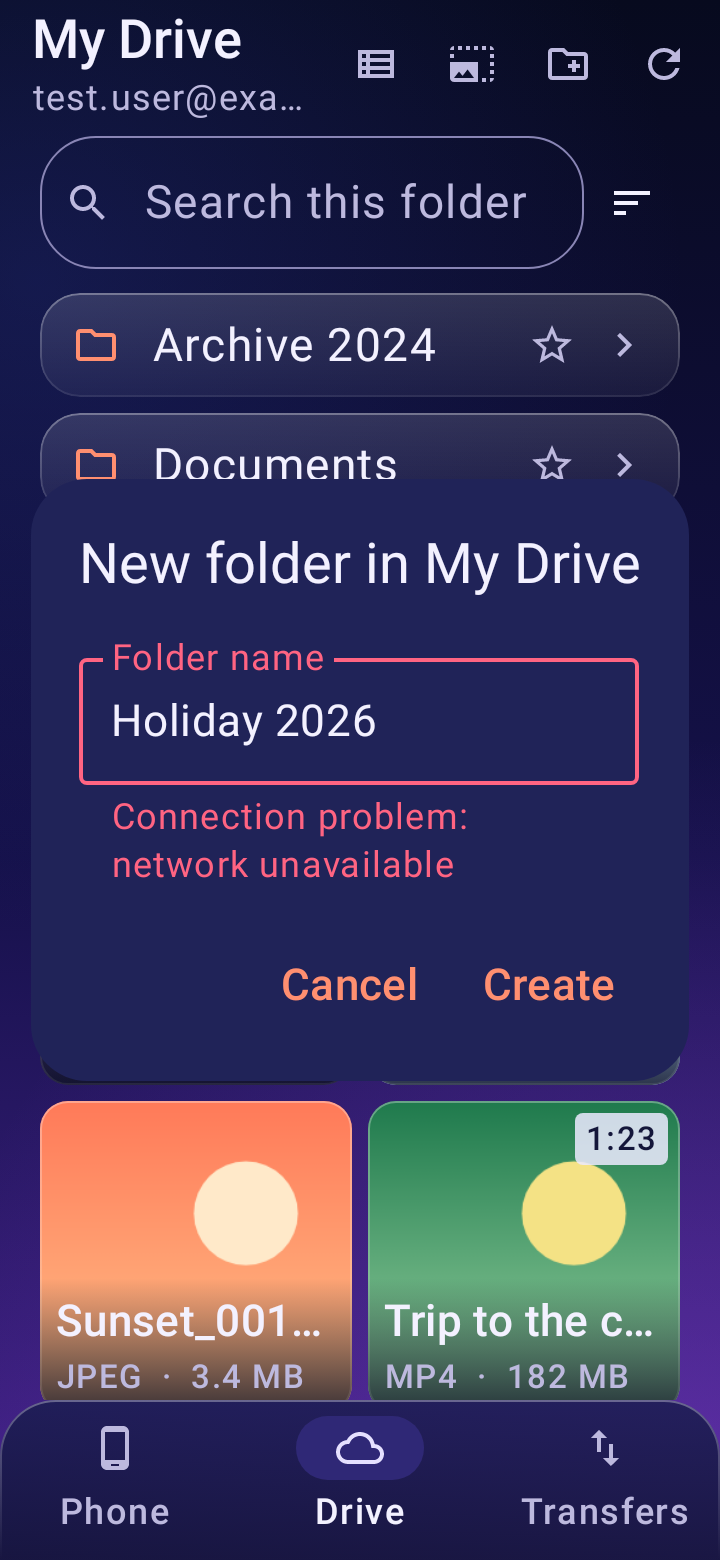 My Drive
test.user@exa…
Search this folder
Archive 2024
Documents
New folder in My Drive
Folder name
Holiday 2026
Connection problem:
network unavailable
Cancel Create
1:23
Sunset_001… Trip to the c…
JPEG · 3.4 MB MP4 · 182 MB
Phone Drive Transfers